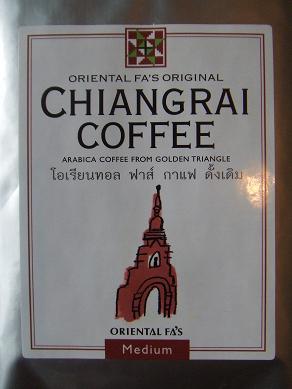 ORIENTAL FA'S ORIGINAL
CHIANGRAI
COFFEE
ARABICA COFFEE FROM GOLDEN TRIANGLE
โอเรียนทอล ฟาส์ กาแฟ ดั้งเดิม
ORIENTAL FA'S
Medium